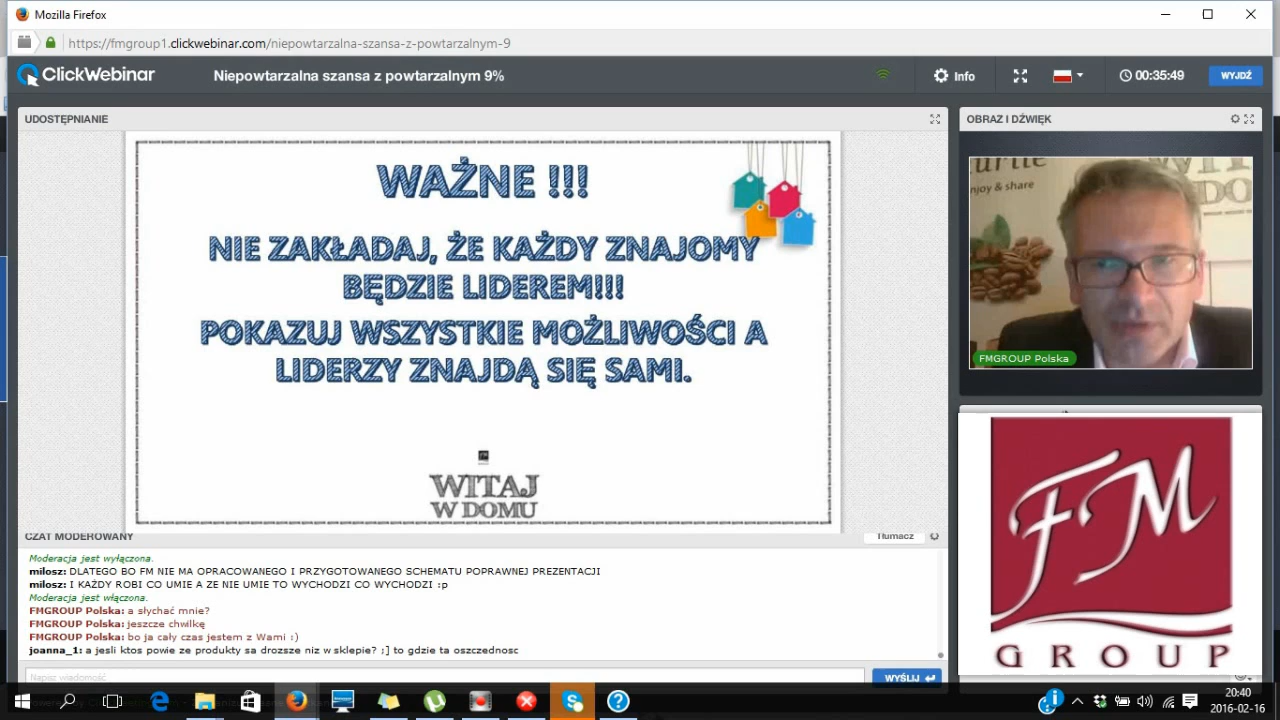 Mozilla Firefox
https://fmgroup1.clickwebinar.com/niepowtarzalna-szansa-z-powtarzalnym-9
ClickWebinar
Niepowtarzalna szansa z powtarzalnym 9%
Info
00:35:49
WYJDŹ
UDOSTĘPNIANIE
OBRAZ I DŹWIĘK
WAŻNE !!!
NIE ZAKŁADAJ, ŻE KAŻDY ZNAJOMY
BĘDZIE LIDEREM!!!
POKAZUJ WSZYSTKIE MOŻLIWOŚCI A
LIDERZY ZNAJDĄ SIĘ SAMI.
WITAJ
W DOMU
njoy & share
FMGROUP Polska
FM
GROUP
CZAT MODEROWANY
Tłumacz
Moderacja jest wyłączona.
milosz: DLATEGO BO FM NIE MA OPRACOWANEGO I PRZYGOTOWANEGO SCHEMATU POPRAWNEJ PREZENTACJI
milosz: I KAŻDY ROBI CO UMIE A ZE NIE UMIE TO WYCHODZI CO WYCHODZI :p
Moderacja jest włączona.
FMGROUP Polska: a słychać mnie?
FMGROUP Polska: jeszcze chwilkę
FMGROUP Polska: bo ja cały czas jestem z Wami :)
joanna_1: a jesli ktos powie ze produkty sa drozsze niz w sklepie? ;] to gdzie ta oszczednosc
Napisz wiadomość
WYŚLIJ
20:40
2016-02-16